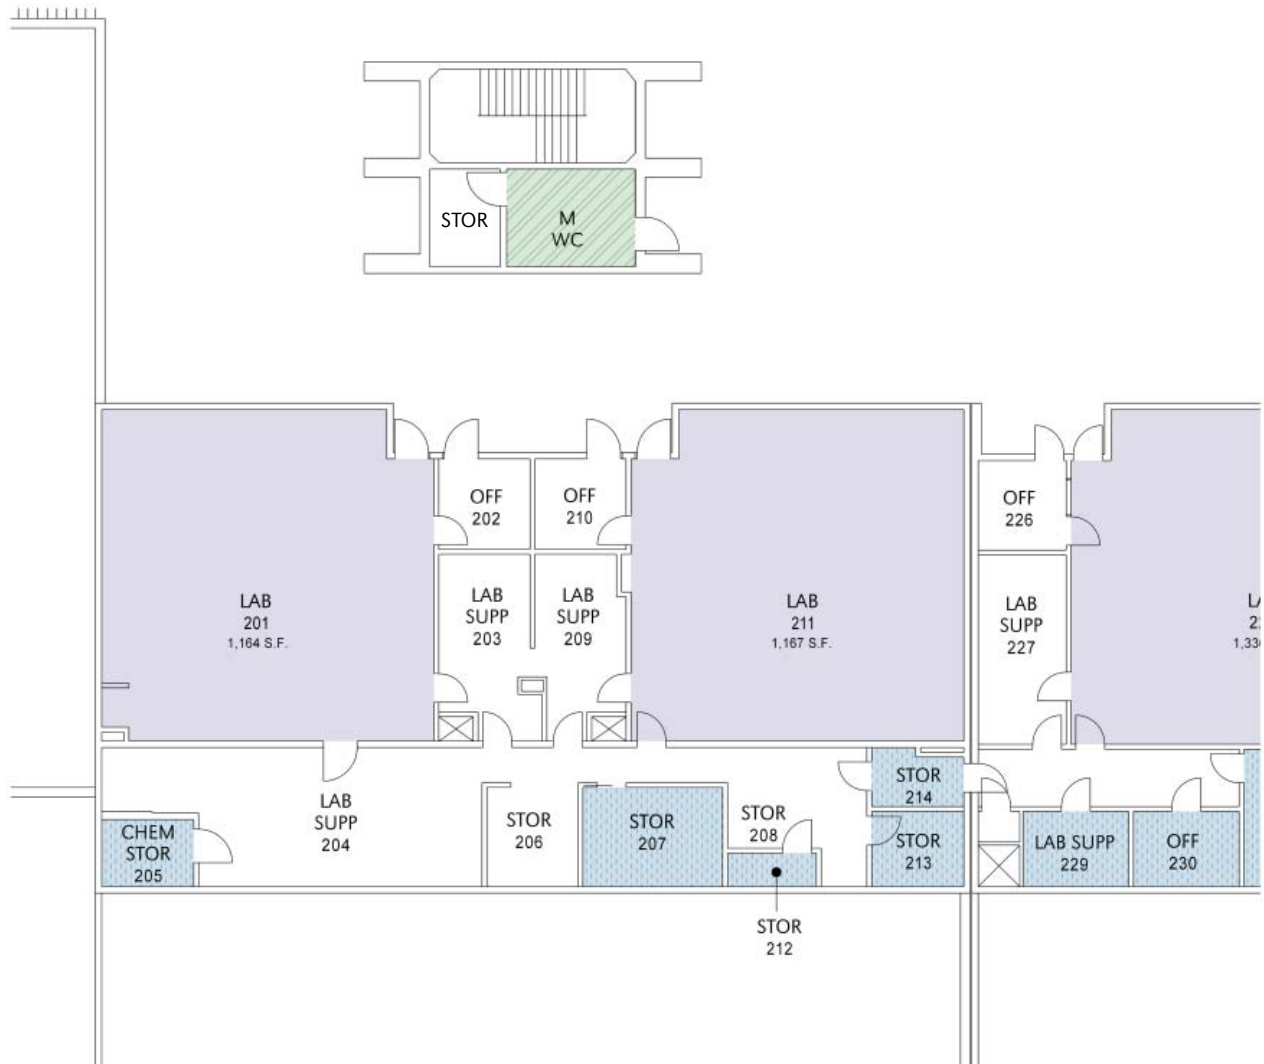 STOR
M
WC
OFF
202
OFF
210
OFF
226
LAB
201
1,164 S.F.
LAB
SUPP
203
LAB
SUPP
209
LAB
211
1,167 S.F.
LAB
SUPP
227
LAB
SUPP
204
CHEM
STOR
205
STOR
206
STOR
207
STOR
208
STOR
214
STOR
213
LAB SUPP
229
OFF
230
STOR
212